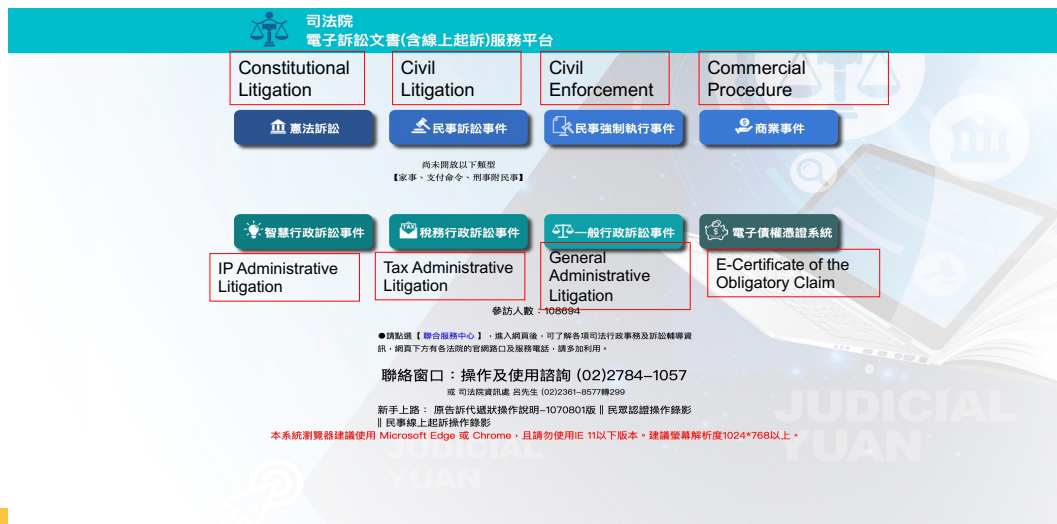 司法院
電子訴訟文書(含線上起訴)服務平台
Constitutional
Litigation
Civil
Litigation
Civil
Enforcement
Commercial
Procedure
憲法訴訟
民事訴訟事件
民事強制執行事件
商業事件
尚未開放以下類型
【家事、支付命令、刑事附民事】
智慧行政訴訟事件
TAX
稅務行政訴訟事件
一般行政訴訟事件
電子債權憑證系統
IP Administrative
Litigation
Tax Administrative
Litigation
General
Administrative
Litigation
E-Certificate of the
Obligatory Claim
參訪人數：108694
●請點選【 聯合服務中心 】，進入網頁後，可了解各項司法行政事務及訴訟輔導資
訊，網頁下方有各法院的官網路口及服務電話，請多加利用。
聯絡窗口：操作及使用諮詢 (02)2784–1057
或 司法院資訊處 呂先生 (02)2361–8577轉299
新手上路： 原告訴代遞狀操作說明–1070801版 ‖ 民眾認證操作錄影
‖ 民事線上起訴操作錄影
本系統瀏覽器建議使用 Microsoft Edge 或 Chrome，且請勿使用IE 11以下版本。建議螢幕解析度1024*768以上。
JUDICIAL
YUAN
JUDICIAL
YUAN